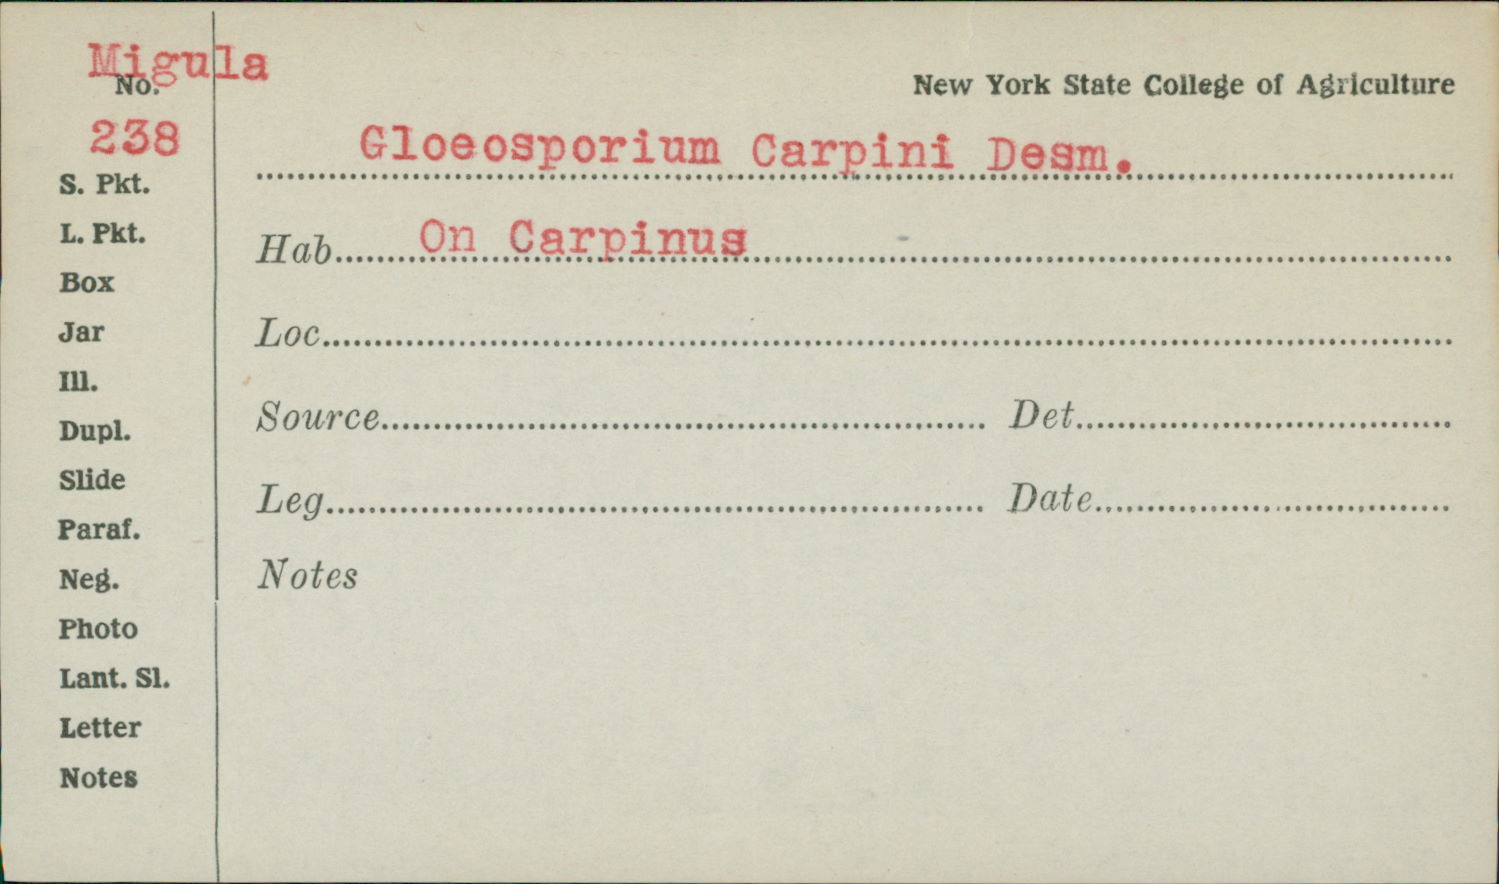 Migula
No.
238
S. Pkt.
L. Pkt.
Box
Jar
Ill.
Dupl.
Slide
Paraf.
Neg.
Photo
Lant. Sl.
Letter
Notes
New York State College of Agriculture
Gloeosporium Carpini Desm.
Hab. On Carpinus
Loc.
Source
Det.
Leg.
Date
Notes